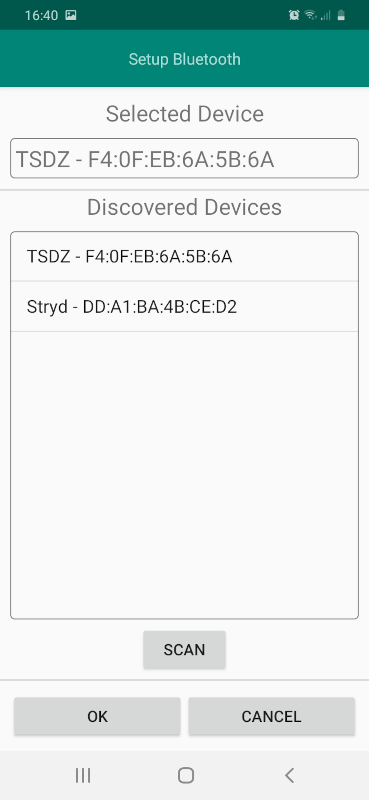 16:40
Setup Bluetooth
Selected Device
TSDZ - F4:0F:EB:6A:5B:6A
Discovered Devices
TSDZ - F4:0F:EB:6A:5B:6A
Stryd - DD:A1:BA:4B:CE:D2
SCAN
OK CANCEL